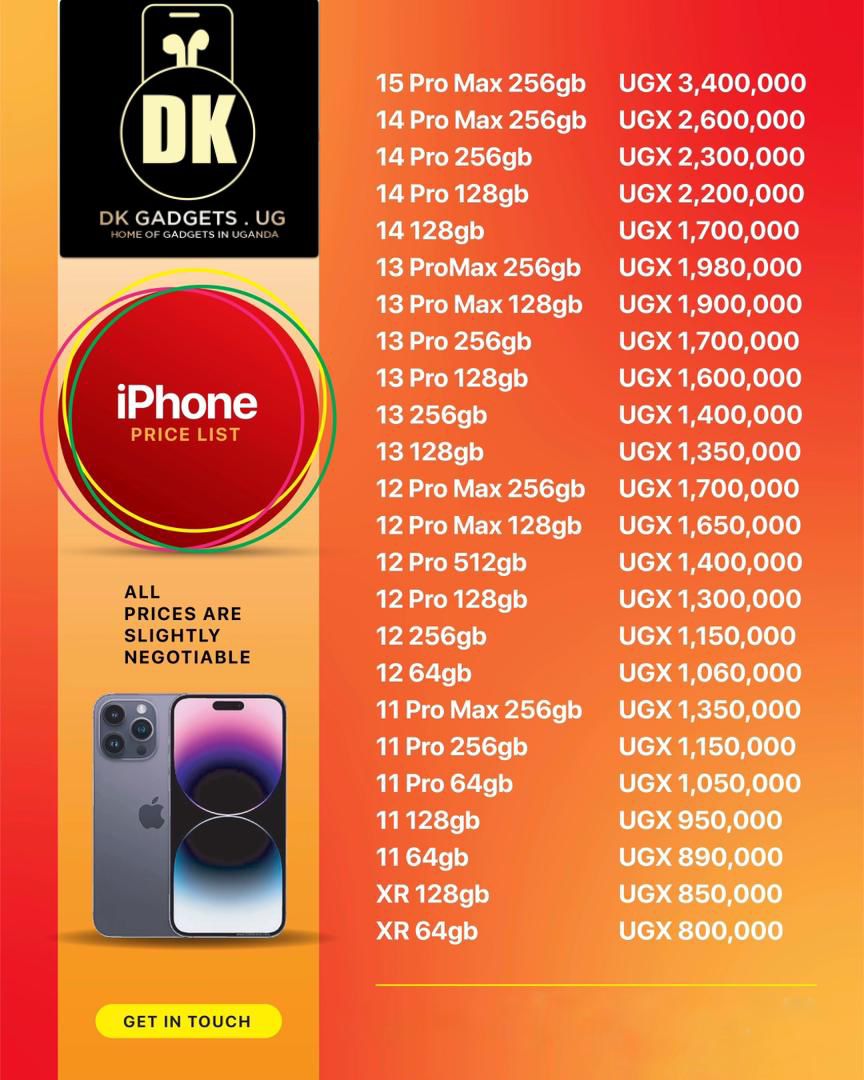 DK
DK GADGETS . UG
HOME OF GADGETS IN UGANDA
iPhone
PRICE LIST
ALL
PRICES ARE
SLIGHTLY
NEGOTIABLE
GET IN TOUCH
15 Pro Max 256gb UGX 3,400,000
14 Pro Max 256gb UGX 2,600,000
14 Pro 256gb UGX 2,300,000
14 Pro 128gb UGX 2,200,000
14 128gb UGX 1,700,000
13 ProMax 256gb UGX 1,980,000
13 Pro Max 128gb UGX 1,900,000
13 Pro 256gb UGX 1,700,000
13 Pro 128gb UGX 1,600,000
13 256gb UGX 1,400,000
13 128gb UGX 1,350,000
12 Pro Max 256gb UGX 1,700,000
12 Pro Max 128gb UGX 1,650,000
12 Pro 512gb UGX 1,400,000
12 Pro 128gb UGX 1,300,000
12 256gb UGX 1,150,000
12 64gb UGX 1,060,000
11 Pro Max 256gb UGX 1,350,000
11 Pro 256gb UGX 1,150,000
11 Pro 64gb UGX 1,050,000
11 128gb UGX 950,000
11 64gb UGX 890,000
XR 128gb UGX 850,000
XR 64gb UGX 800,000